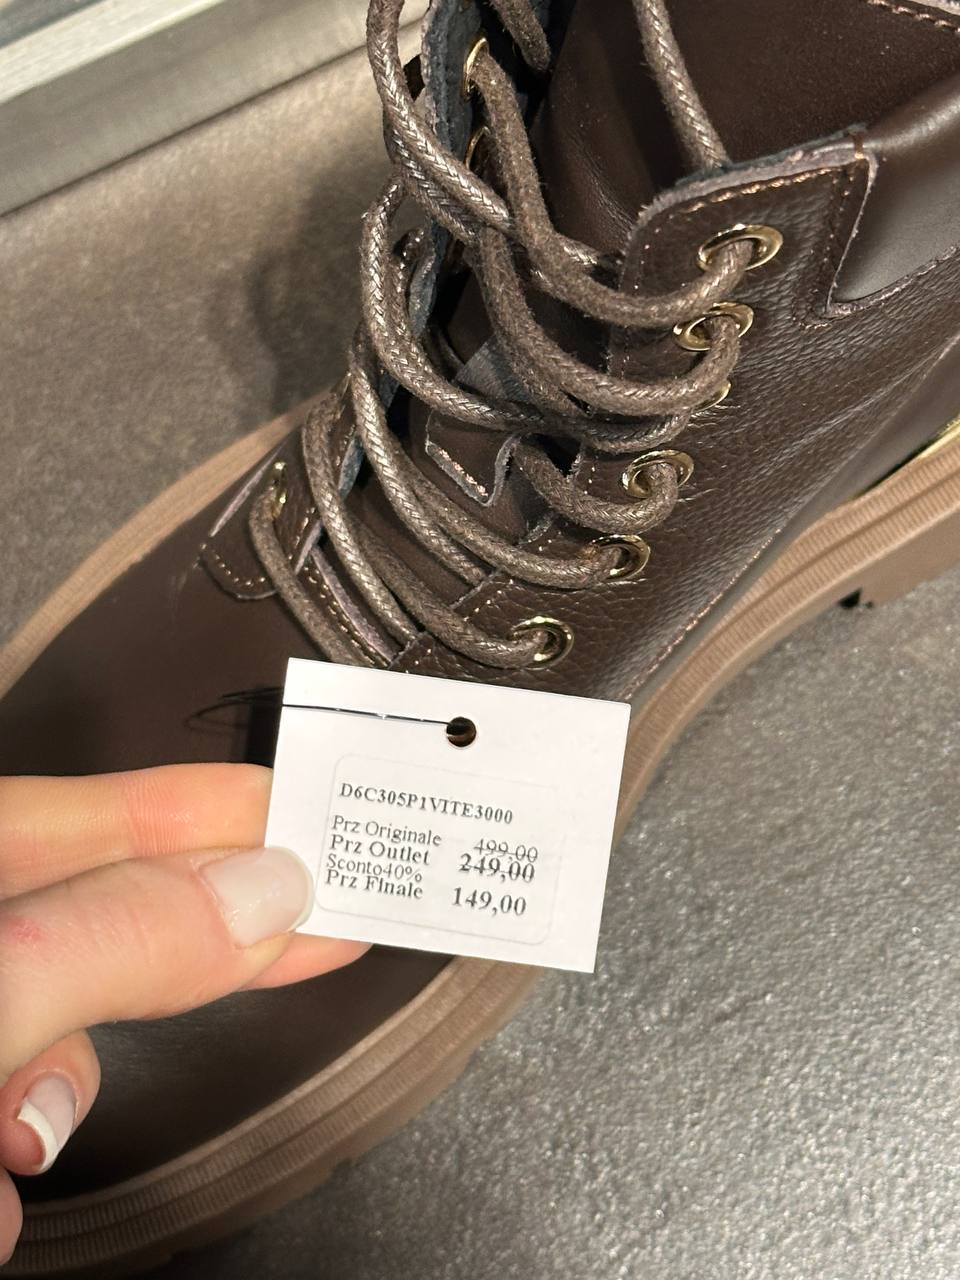 D6C305P1VITE3000
Prz Originale 499,00
Prz Outlet 249,00
Sconto40%
Prz Finale 149,00